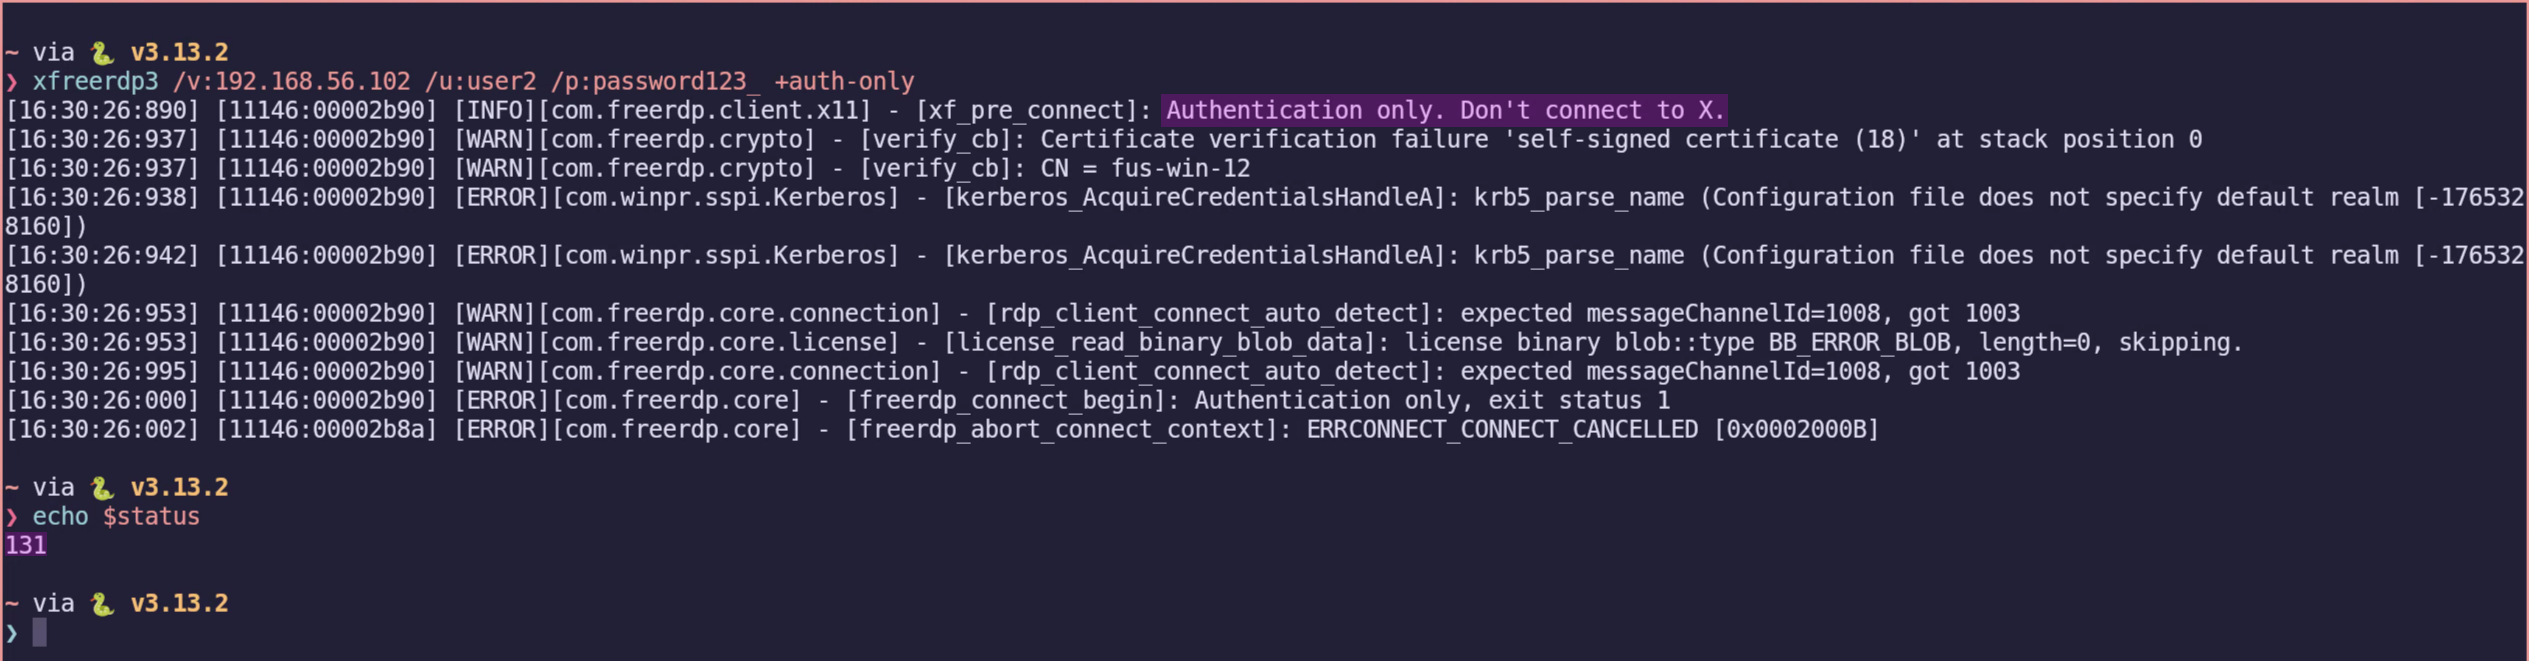 ~ via 🐍 v3.13.2
❯ xfreerdp3 /v:192.168.56.102 /u:user2 /p:password123_ +auth-only
[16:30:26:890] [11146:00002b90] [INFO][com.freerdp.client.x11] - [xf_pre_connect]: Authentication only. Don't connect to X.
[16:30:26:937] [11146:00002b90] [WARN][com.freerdp.crypto] - [verify_cb]: Certificate verification failure 'self-signed certificate (18)' at stack position 0
[16:30:26:937] [11146:00002b90] [WARN][com.freerdp.crypto] - [verify_cb]: CN = fus-win-12
[16:30:26:938] [11146:00002b90] [ERROR][com.winpr.sspi.Kerberos] - [kerberos_AcquireCredentialsHandleA]: krb5_parse_name (Configuration file does not specify default realm [-176532
8160])
[16:30:26:942] [11146:00002b90] [ERROR][com.winpr.sspi.Kerberos] - [kerberos_AcquireCredentialsHandleA]: krb5_parse_name (Configuration file does not specify default realm [-176532
8160])
[16:30:26:953] [11146:00002b90] [WARN][com.freerdp.core.connection] - [rdp_client_connect_auto_detect]: expected messageChannelId=1008, got 1003
[16:30:26:953] [11146:00002b90] [WARN][com.freerdp.core.license] - [license_read_binary_blob_data]: license binary blob::type BB_ERROR_BLOB, length=0, skipping.
[16:30:26:995] [11146:00002b90] [WARN][com.freerdp.core.connection] - [rdp_client_connect_auto_detect]: expected messageChannelId=1008, got 1003
[16:30:26:000] [11146:00002b90] [ERROR][com.freerdp.core] - [freerdp_connect_begin]: Authentication only, exit status 1
[16:30:26:002] [11146:00002b8a] [ERROR][com.freerdp.core] - [freerdp_abort_connect_context]: ERRCONNECT_CONNECT_CANCELLED [0x0002000B]
~ via 🐍 v3.13.2
❯ echo $status
131
~ via 🐍 v3.13.2
❯